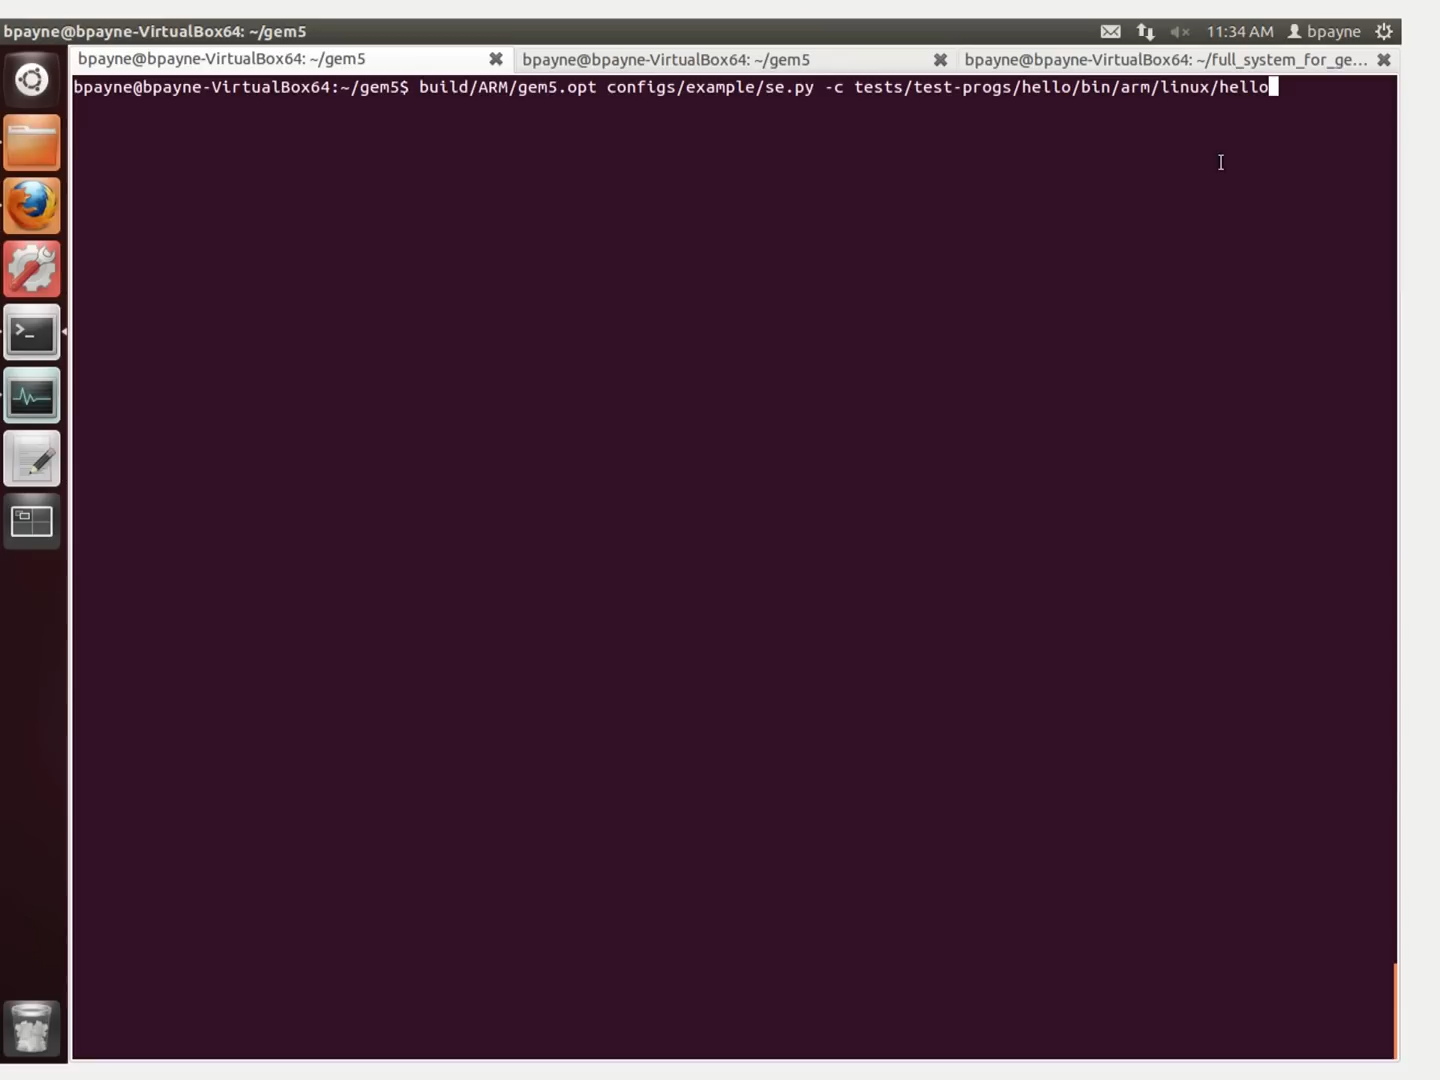 bpayne@bpayne-VirtualBox64: ~/gem5
11:34 AM
bpayne
bpayne@bpayne-VirtualBox64: ~/gem5
bpayne@bpayne-VirtualBox64: ~/gem5
bpayne@bpayne-VirtualBox64: ~/full_system_for_ge...
bpayne@bpayne-VirtualBox64:~/gem5$ build/ARM/gem5.opt configs/example/se.py -c tests/test-progs/hello/bin/arm/linux/hello